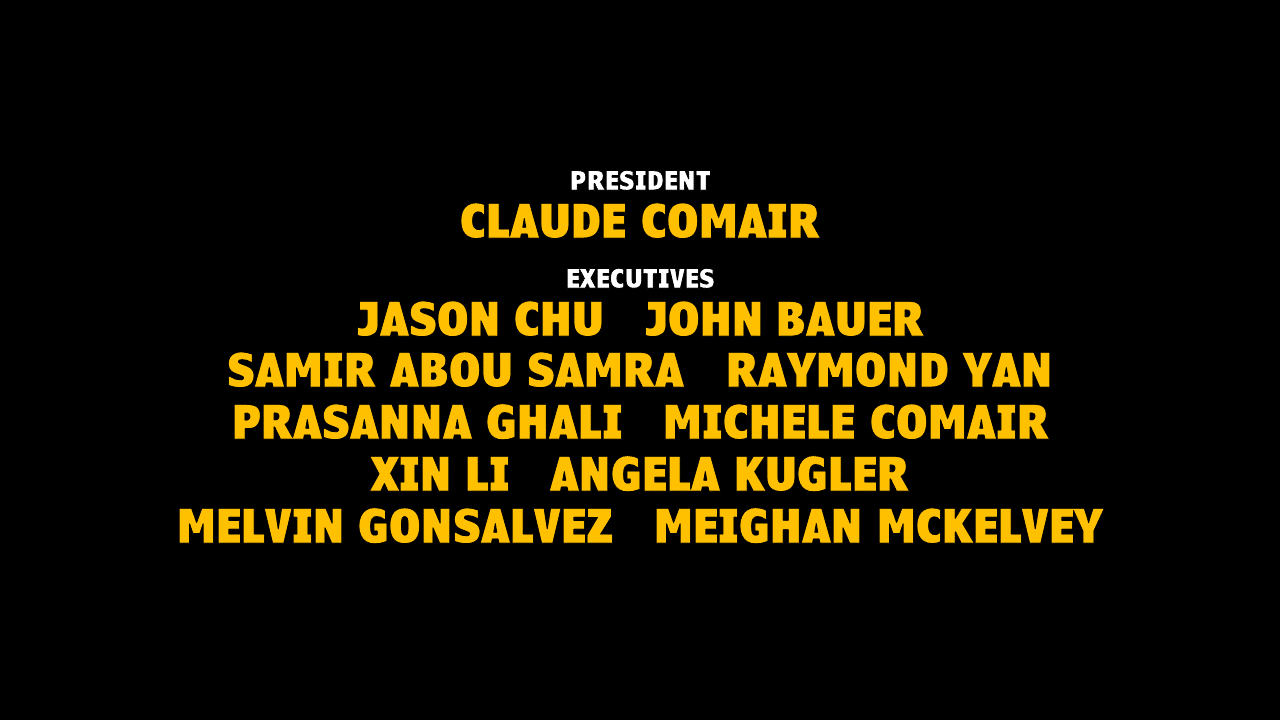 PRESIDENT
CLAUDE COMAIR
EXECUTIVES
JASON CHU JOHN BAUER
SAMIR ABOU SAMRA RAYMOND YAN
PRASANNA GHALI MICHELE COMAIR
XIN LI ANGELA KUGLER
MELVIN GONSALVEZ MEIGHAN MCKELVEY